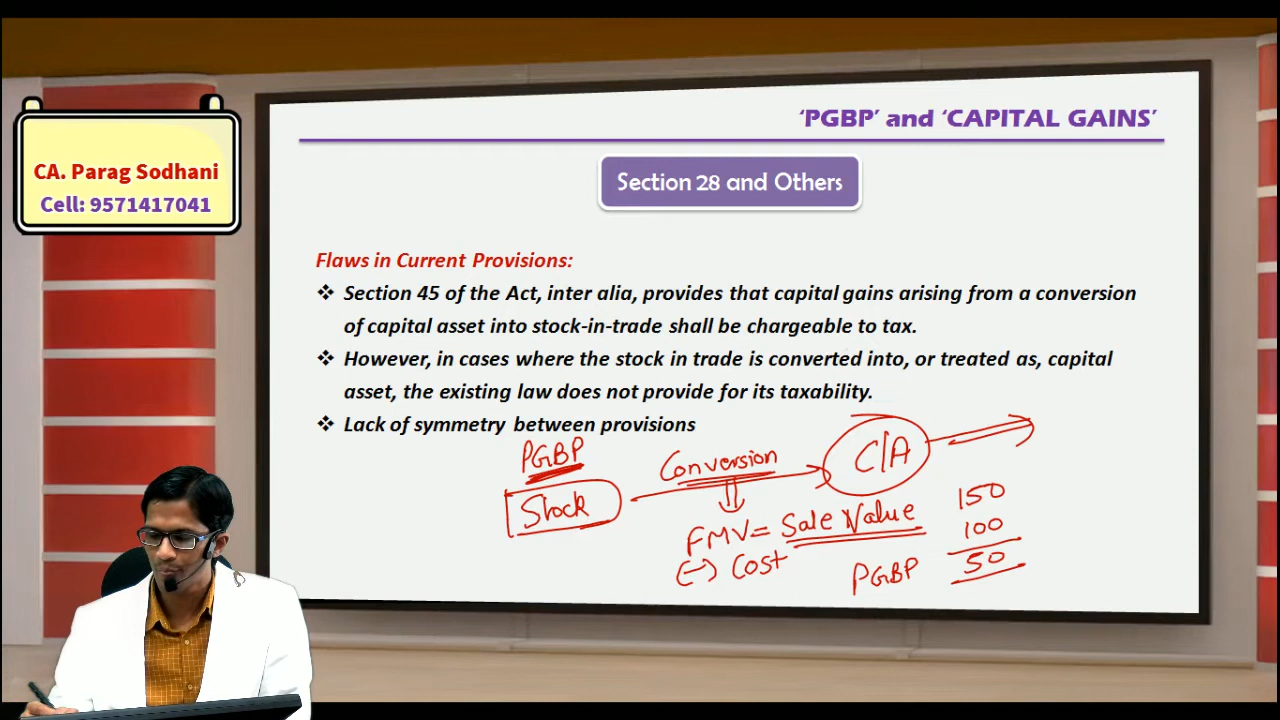 CA. Parag Sodhani
Cell: 9571417041
‘PGBP’ and ‘CAPITAL GAINS’
Section 28 and Others
Flaws in Current Provisions:
❖ Section 45 of the Act, inter alia, provides that capital gains arising from a conversion
of capital asset into stock-in-trade shall be chargeable to tax.
❖ However, in cases where the stock in trade is converted into, or treated as, capital
asset, the existing law does not provide for its taxability.
❖ Lack of symmetry between provisions
PGBP
Stock
Conversion
C/A
FMV = Sale Value 150
(-) Cost 100
PGBP 50